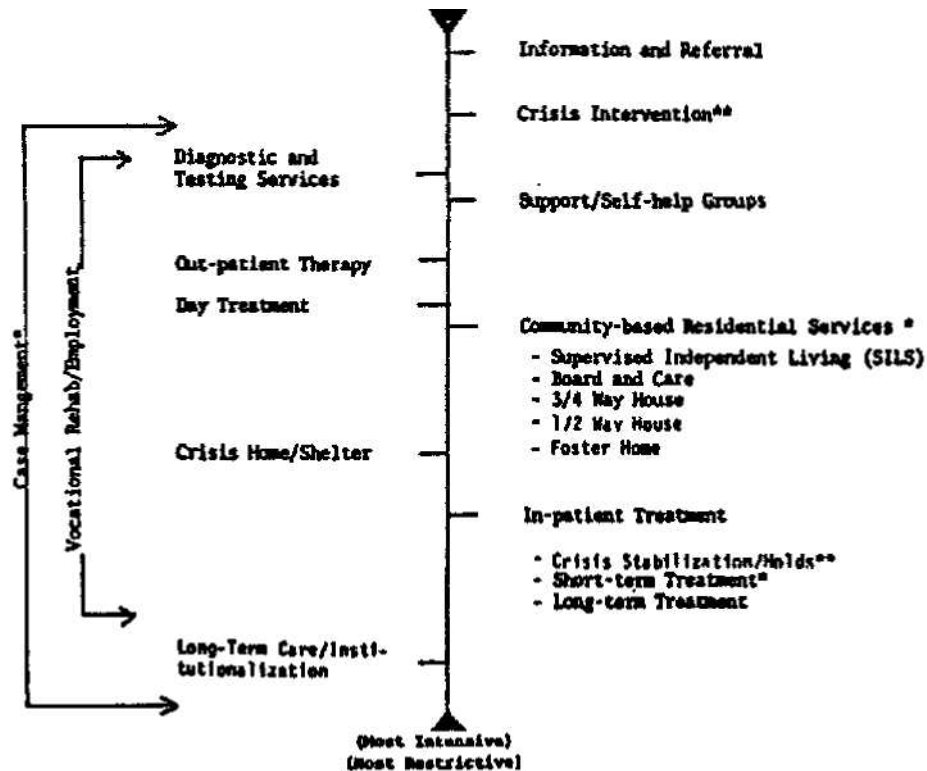 Information and Referral
Crisis Intervention**
Diagnostic and
Testing Services
Support/Self-help Groups
Out-patient Therapy
Day Treatment
Community-based Residential Services *
- Supervised Independent Living (SILS)
- Board and Care
- 3/4 Way House
- 1/2 Way House
- Foster Home
Case Mangement*
Vocational Rehab/Employment
Crisis Home/Shelter
In-patient Treatment
- Crisis Stabilization/Holds**
- Short-term Treatment*
- Long-term Treatment
Long-Term Care/Insti-
tutionalization
(Most Intensive)
(Most Restrictive)